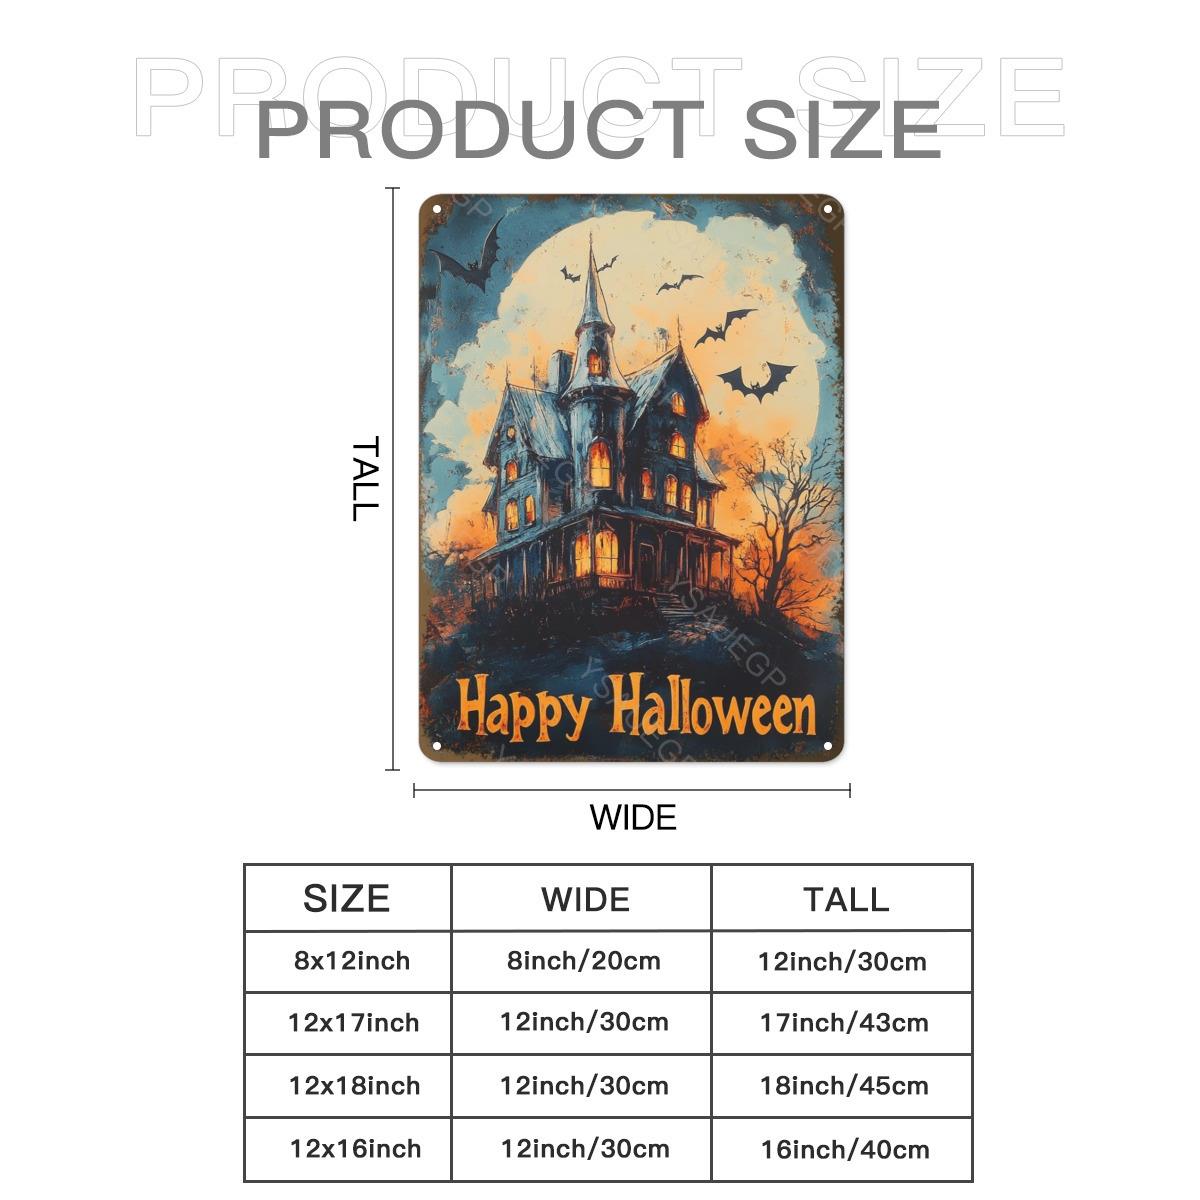 PRODUCT SIZE
PRODUCT SIZE
YSAUEGP
TALL
Happy Halloween
WIDE
SIZE WIDE TALL
8x12inch 8inch/20cm 12inch/30cm
12x17inch 12inch/30cm 17inch/43cm
12x18inch 12inch/30cm 18inch/45cm
12x16inch 12inch/30cm 16inch/40cm